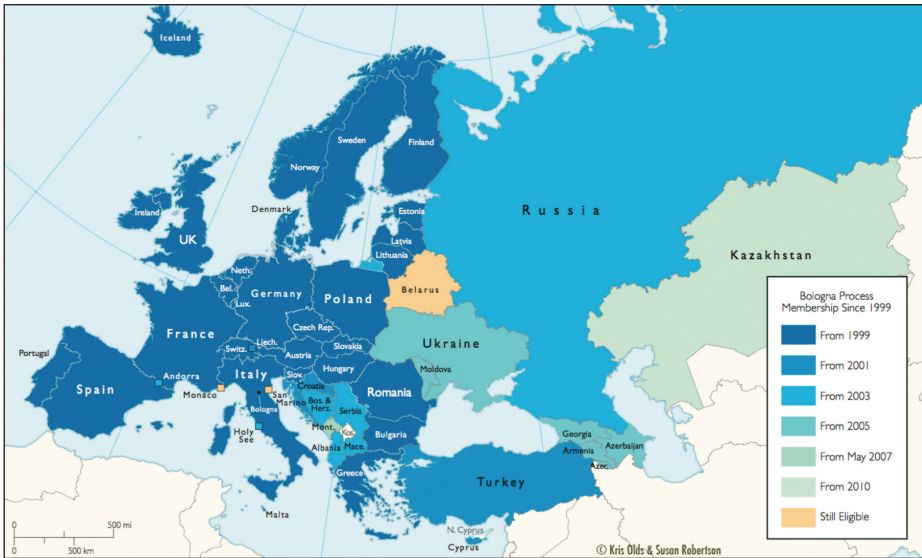 Iceland
Sweden
Finland
Norway
Russia
Estonia
Denmark
Ireland
Latvia
UK
Lithuania
Kazakhstan
Neth.
Belarus
Bel.
Germany
Poland
Lux.
Bologna Process
Membership Since 1999
From 1999
From 2001
From 2003
From 2005
From May 2007
From 2010
Still Eligible
Czech Rep.
France
Ukraine
Slovakia
Liech.
Switz.
Austria
Portugal
Hungary
Moldova
Italy
Slov.
Andorra
Croatia
Romania
Spain
Monaco
San
Marino
Bos. &
Herz.
Bologna
Serbia
Mont.
Kos.
Bulgaria
Georgia
Holy
See
Albania
Mace.
Armenia
Azerbaijan
Azer.
Greece
Turkey
Malta
0
500 mi
0
500 km
N. Cyprus
Cyprus
© Kris Olds & Susan Robertson